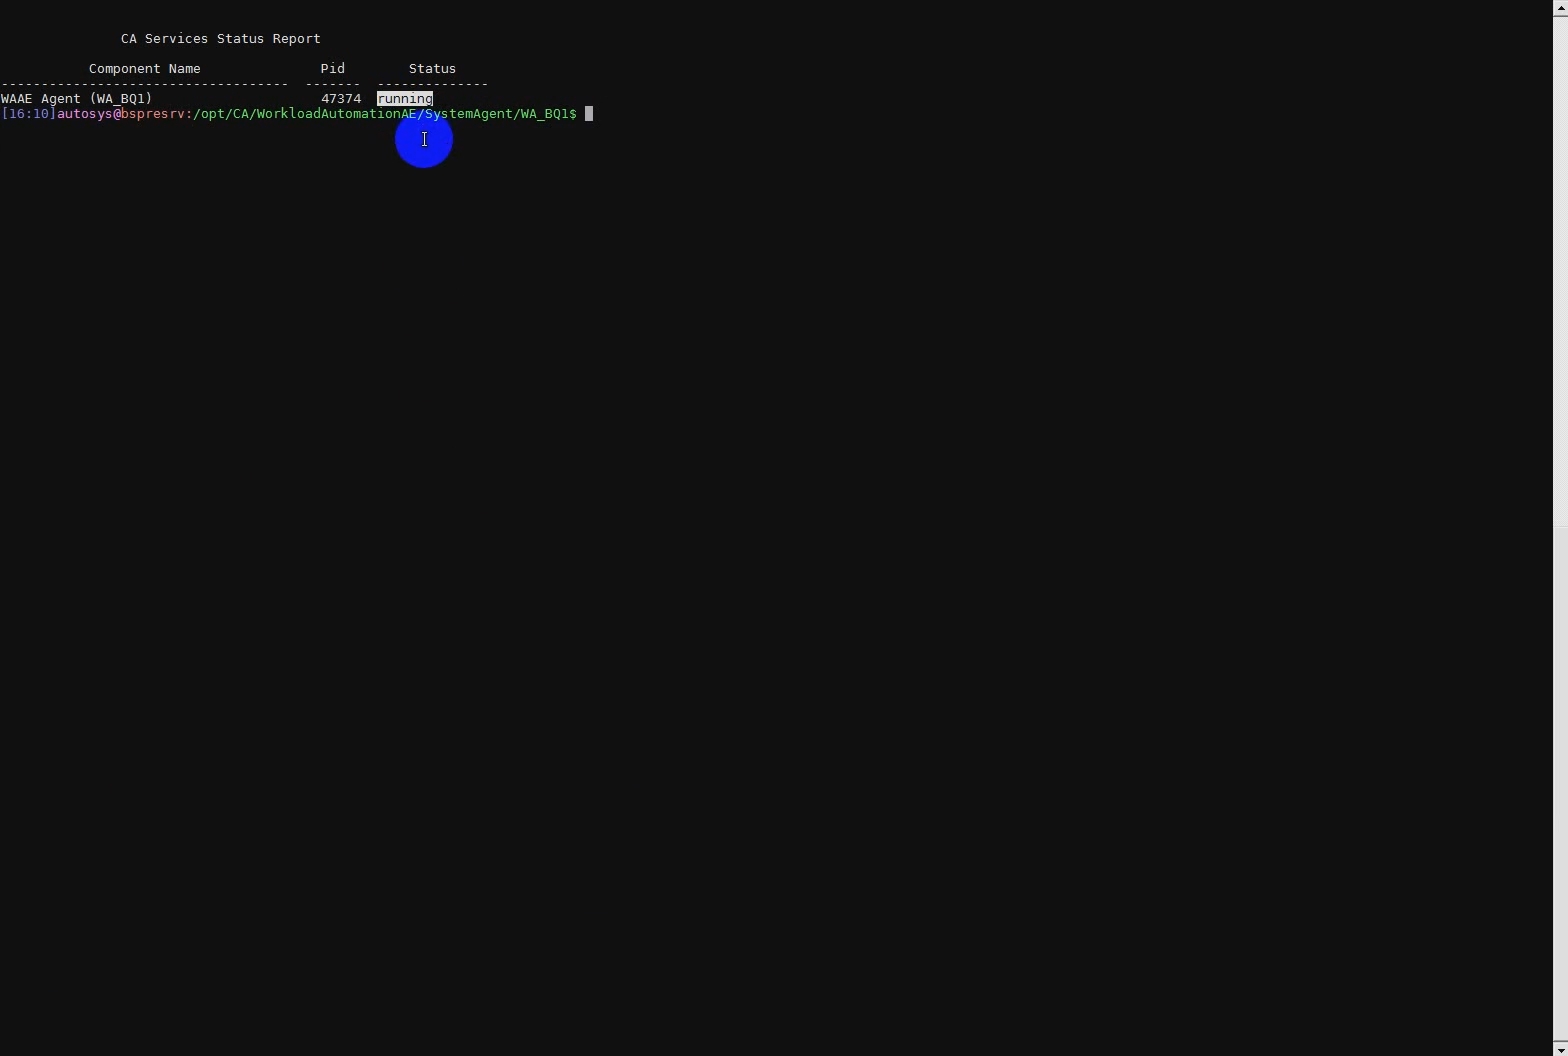 CA Services Status Report
Component Name Pid Status
------------------------------------ ------- --------------
WAAE Agent (WA_BQ1) 47374 running
[16:10]autosys@bspresrv:/opt/CA/WorkloadAutomationAE/SystemAgent/WA_BQ1$